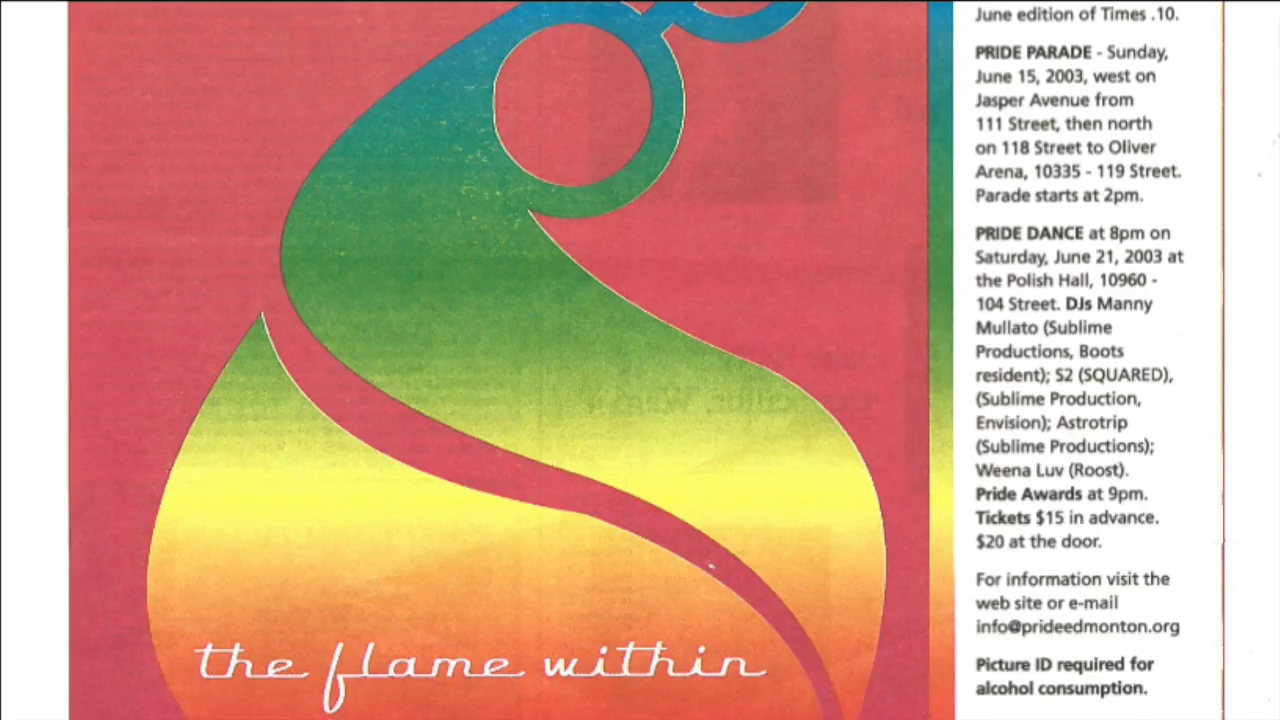 June edition of Times .10.
PRIDE PARADE - Sunday,
June 15, 2003, west on
Jasper Avenue from
111 Street, then north
on 118 Street to Oliver
Arena, 10335 - 119 Street.
Parade starts at 2pm.
PRIDE DANCE at 8pm on
Saturday, June 21, 2003 at
the Polish Hall, 10960 -
104 Street. DJs Manny
Mullato (Sublime
Productions, Boots
resident); S2 (SQUARED),
(Sublime Production,
Envision); Astrotrip
(Sublime Productions);
Weena Luv (Roost).
Pride Awards at 9pm.
Tickets $15 in advance.
$20 at the door.
For information visit the
web site or e-mail
info@prideedmonton.org
Picture ID required for
alcohol consumption.
the flame within